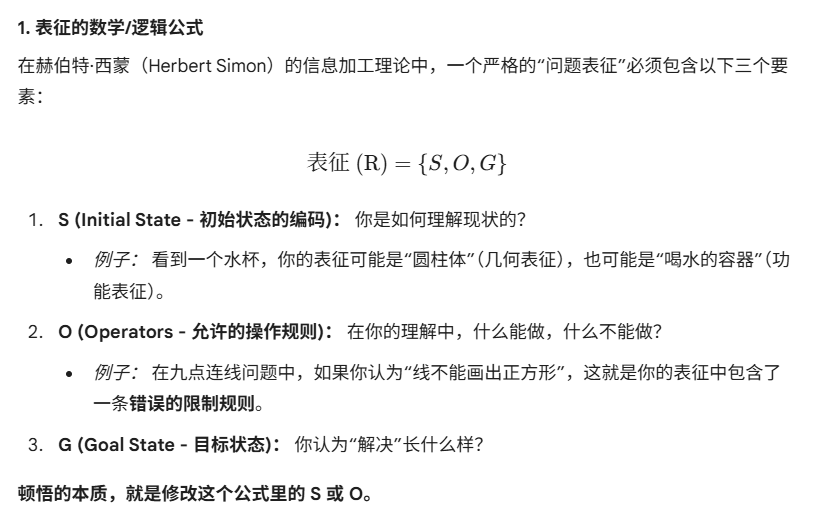 1. 表征的数学/逻辑公式
在赫伯特·西蒙（Herbert Simon）的信息加工理论中，一个严格的“问题表征”必须包含以下三个要
素：
表征 (R) = {S, O, G}
1. S (Initial State - 初始状态的编码)： 你是如何理解现状的？
• 例子： 看到一个水杯，你的表征可能是“圆柱体”（几何表征），也可能是“喝水的容器”（功
能表征）。
2. O (Operators - 允许的操作规则)： 在你的理解中，什么能做，什么不能做？
• 例子： 在九点连线问题中，如果你认为“线不能画出正方形”，这就是你的表征中包含了
一条错误的限制规则。
3. G (Goal State - 目标状态)： 你认为“解决”长什么样？
顿悟的本质，就是修改这个公式里的 S 或 O。